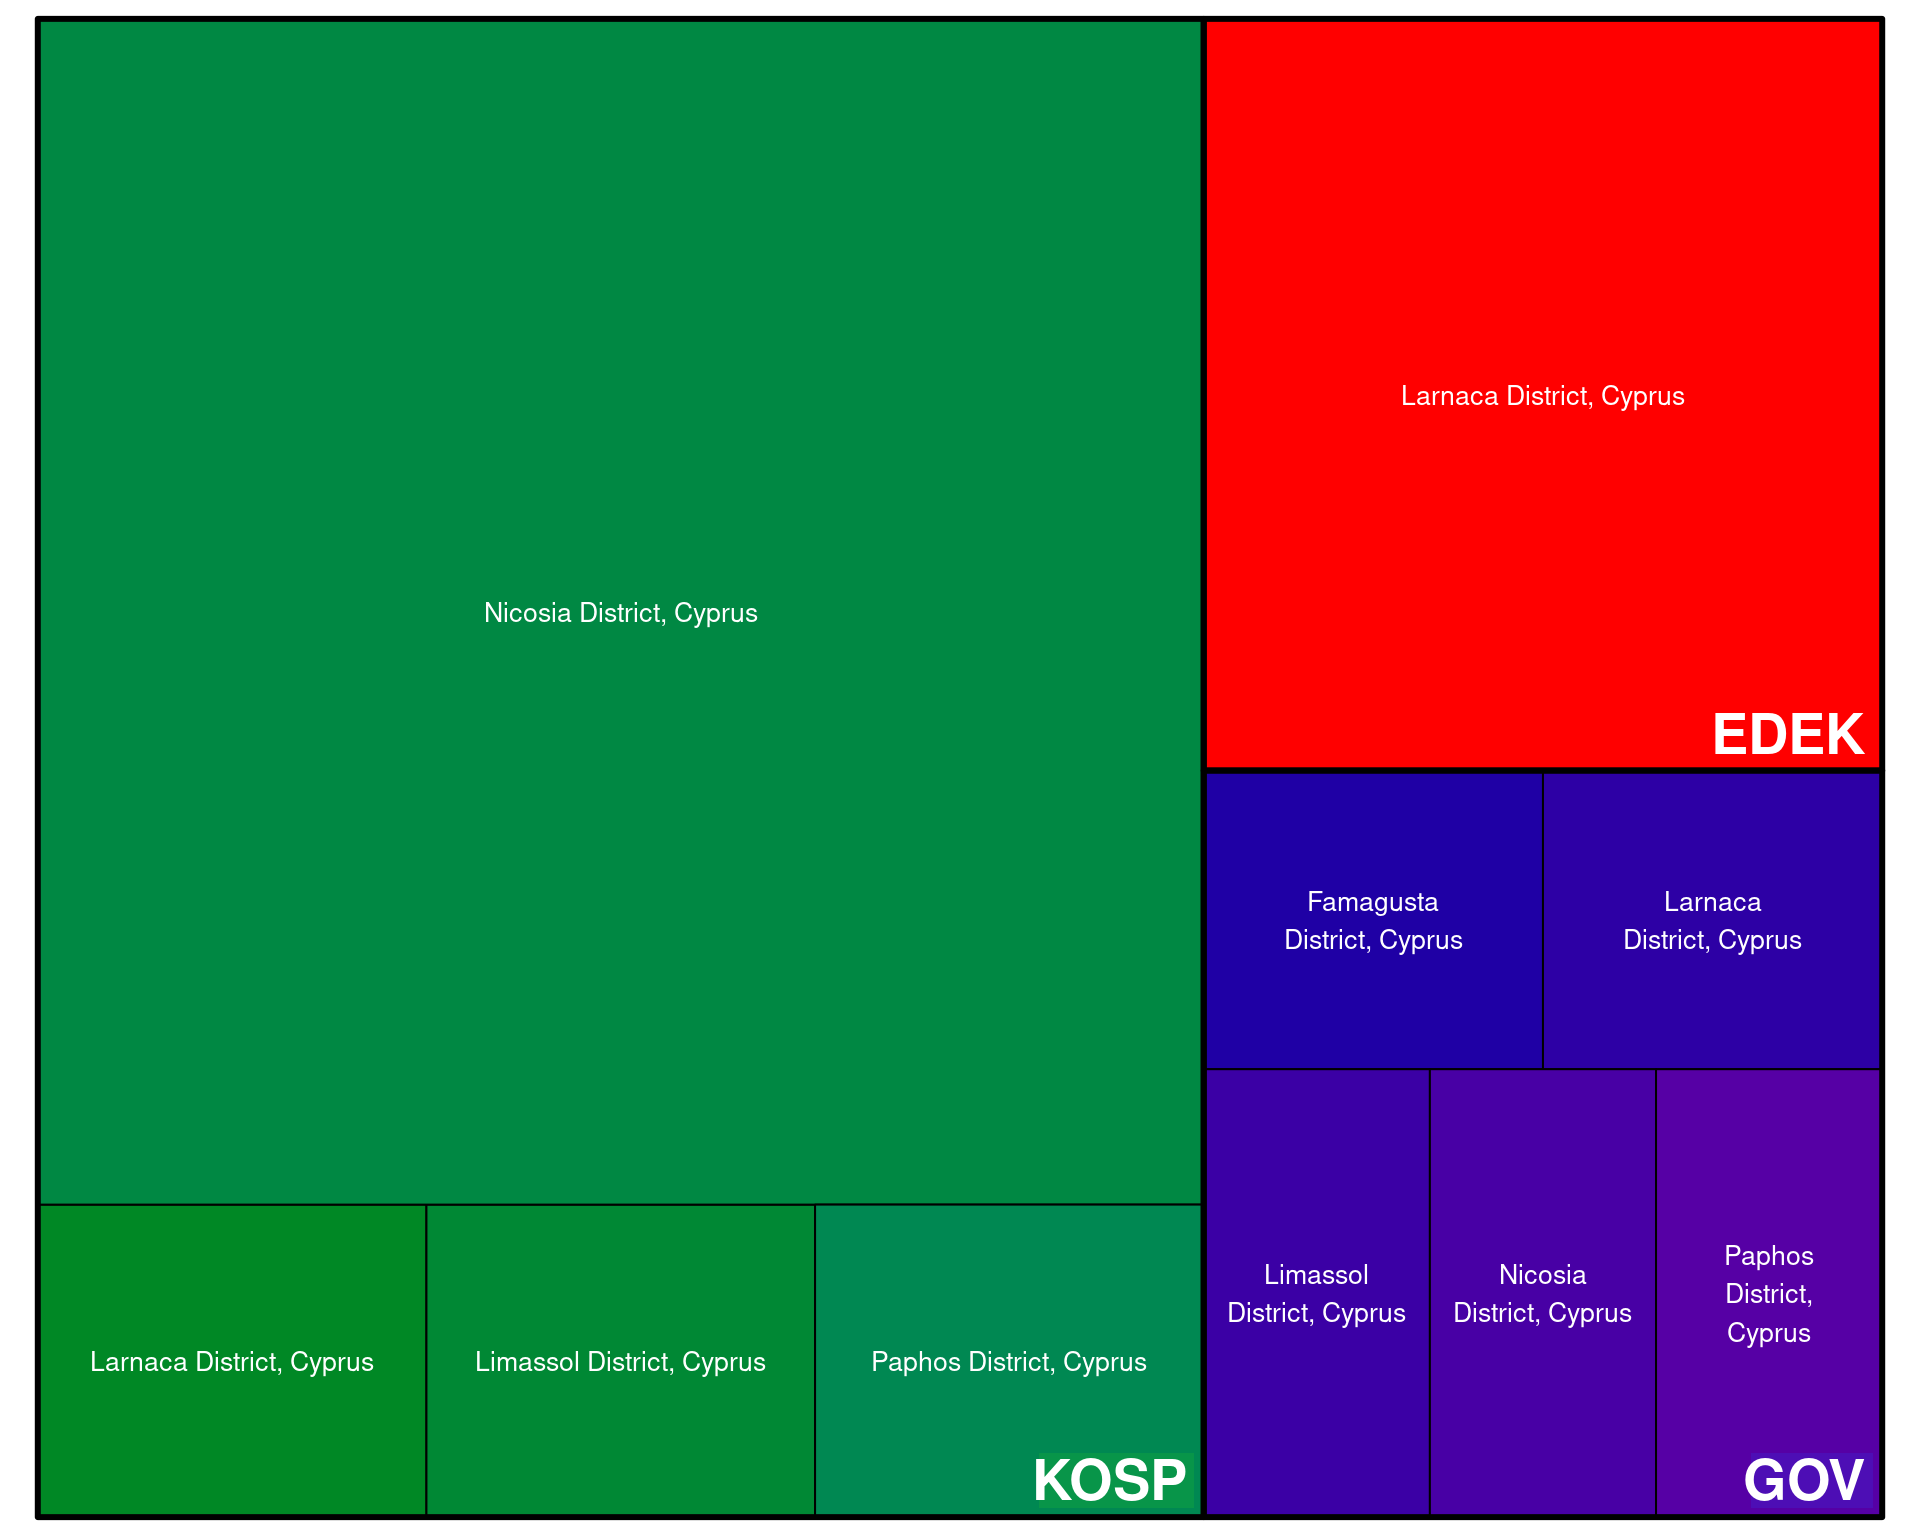 Nicosia District, Cyprus
Larnaca District, Cyprus
Limassol District, Cyprus
Paphos District, Cyprus
KOSP
Larnaca District, Cyprus
EDEK
Famagusta
District, Cyprus
Larnaca
District, Cyprus
Limassol
District, Cyprus
Nicosia
District, Cyprus
Paphos
District,
Cyprus
GOV